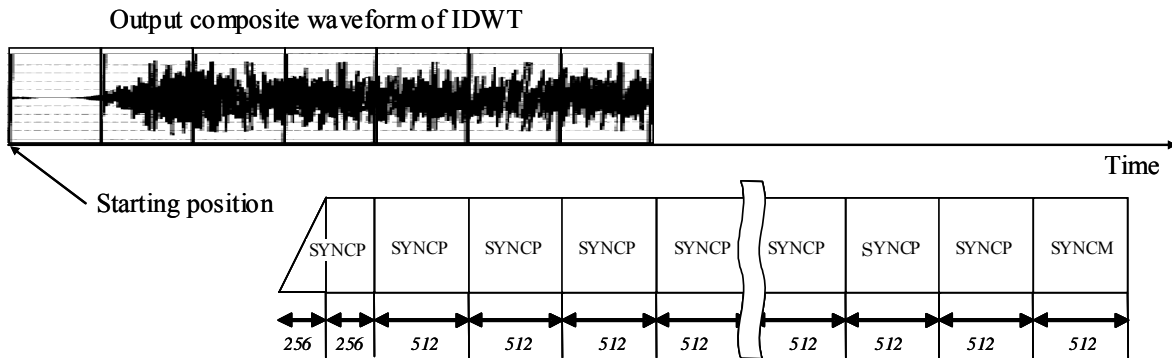 Output composite waveform of IDWT
Time
Starting position
SYNCP SYNCP SYNCP SYNCP SYNCP SYNCP SYNCP SYNCP SYNCM
256 256 512 512 512 512 512 512 512 512